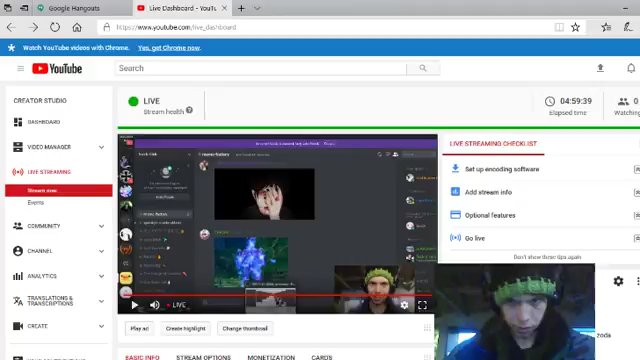 Google Hangouts
Live Dashboard - YouTu
https://www.youtube.com/live_dashboard
Watch YouTube videos with Chrome. Yes, get Chrome now.
YouTube
Search
CREATOR STUDIO
DASHBOARD
VIDEO MANAGER
LIVE STREAMING
Stream now
Events
COMMUNITY
CHANNEL
ANALYTICS
TRANSLATIONS &
TRANSCRIPTIONS
CREATE
LIVE
Stream health
04:59:39
Elapsed time
0
Watching
LIVE
Play ad
Create highlight
Change thumbnail
BASIC INFO
STREAM OPTIONS
MONETIZATION
CARDS
LIVE STREAMING CHECKLIST
Set up encoding software
Add stream info
Optional features
Go live
Don't show these tips again
zoda